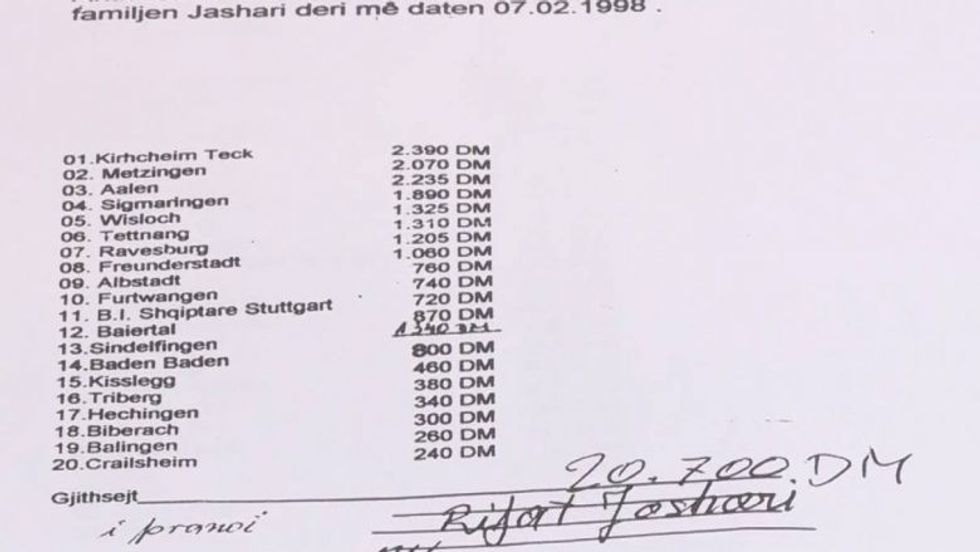 familjen Jashari deri më daten 07.02.1998 .
01.Kirhcheim Teck 2.390 DM
02. Metzingen 2.070 DM
03. Aalen 2.235 DM
04. Sigmaringen 1.890 DM
05. Wisloch 1.325 DM
06. Tettnang 1.310 DM
07. Ravesburg 1.205 DM
08. Freunderstadt 1.060 DM
09. Albstadt 760 DM
10. Furtwangen 740 DM
11. B.I. Shqiptare Stuttgart 720 DM
12. Baiertal 870 DM
13.Sindelfingen 1340 DM
14.Baden Baden 800 DM
15.Kisslegg 460 DM
16.Triberg 380 DM
17.Hechingen 340 DM
18.Biberach 300 DM
19.Balingen 260 DM
20.Crailsheim 240 DM
Gjithsejt 20.700.DM
i pranoi Rifat Jashari